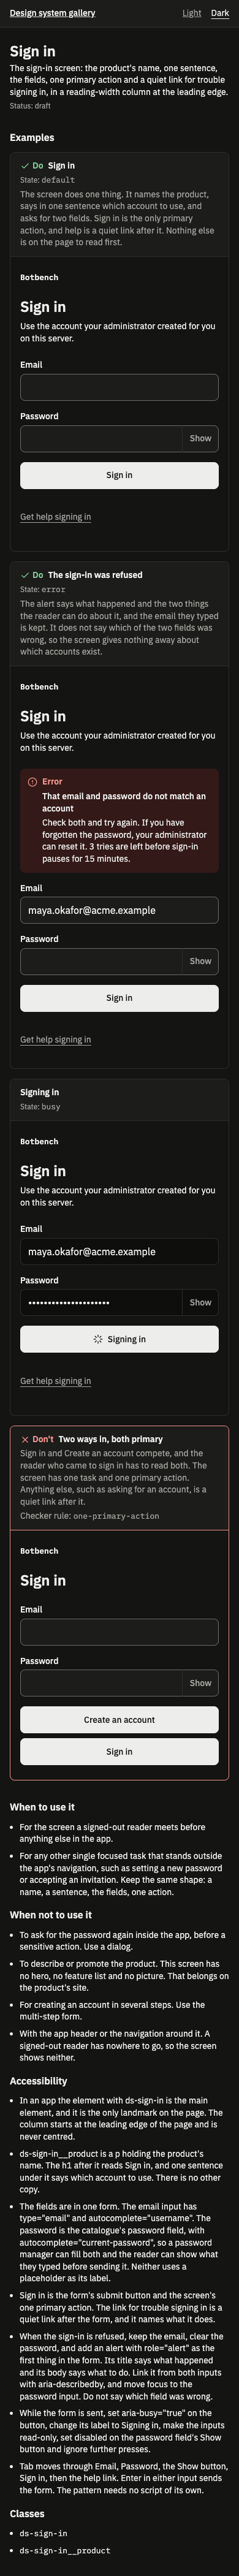 Design system gallery
Light
Dark
Sign in
The sign-in screen: the product's name, one sentence,
the fields, one primary action and a quiet link for trouble
signing in, in a reading-width column at the leading edge.
Status: draft
Examples
Do Sign in
State: default
The screen does one thing. It names the product,
says in one sentence which account to use, and
asks for two fields. Sign in is the only primary
action, and help is a quiet link after it. Nothing else
is on the page to read first.
Botbench
Sign in
Use the account your administrator created for you
on this server.
Email
Password
Show
Sign in
Get help signing in
Do The sign-in was refused
State: error
The alert says what happened and the two things
the reader can do about it, and the email they typed
is kept. It does not say which of the two fields was
wrong, so the screen gives nothing away about
which accounts exist.
Botbench
Sign in
Use the account your administrator created for you
on this server.
Error
That email and password do not match an
account
Check both and try again. If you have
forgotten the password, your administrator
can reset it. 3 tries are left before sign-in
pauses for 15 minutes.
Email
maya.okafor@acme.example
Password
Show
Sign in
Get help signing in
Signing in
State: busy
Botbench
Sign in
Use the account your administrator created for you
on this server.
Email
maya.okafor@acme.example
Password
Show
Signing in
Get help signing in
Don't Two ways in, both primary
Sign in and Create an account compete, and the
reader who came to sign in has to read both. The
screen has one task and one primary action.
Anything else, such as asking for an account, is a
quiet link after it.
Checker rule: one-primary-action
Botbench
Sign in
Email
Password
Show
Create an account
Sign in
When to use it
For the screen a signed-out reader meets before
anything else in the app.
For any other single focused task that stands outside
the app's navigation, such as setting a new password
or accepting an invitation. Keep the same shape: a
name, a sentence, the fields, one action.
When not to use it
To ask for the password again inside the app, before a
sensitive action. Use a dialog.
To describe or promote the product. This screen has
no hero, no feature list and no picture. That belongs on
the product's site.
For creating an account in several steps. Use the
multi-step form.
With the app header or the navigation around it. A
signed-out reader has nowhere to go, so the screen
shows neither.
Accessibility
In an app the element with ds-sign-in is the main
element, and it is the only landmark on the page. The
column starts at the leading edge of the page and is
never centred.
ds-sign-in__product is a p holding the product's
name. The h1 after it reads Sign in, and one sentence
under it says which account to use. There is no other
copy.
The fields are in one form. The email input has
type="email" and autocomplete="username". The
password is the catalogue's password field, with
autocomplete="current-password", so a password
manager can fill both and the reader can show what
they typed before sending it. Neither uses a
placeholder as its label.
Sign in is the form's submit button and the screen's
one primary action. The link for trouble signing in is a
quiet link after the form, and it names what it does.
When the sign-in is refused, keep the email, clear the
password, and add an alert with role="alert" as the
first thing in the form. Its title says what happened
and its body says what to do. Link it from both inputs
with aria-describedby, and move focus to the
password input. Do not say which field was wrong.
While the form is sent, set aria-busy="true" on the
button, change its label to Signing in, make the inputs
read-only, set disabled on the password field's Show
button and ignore further presses.
Tab moves through Email, Password, the Show button,
Sign in, then the help link. Enter in either input sends
the form. The pattern needs no script of its own.
Classes
ds-sign-in
ds-sign-in__product